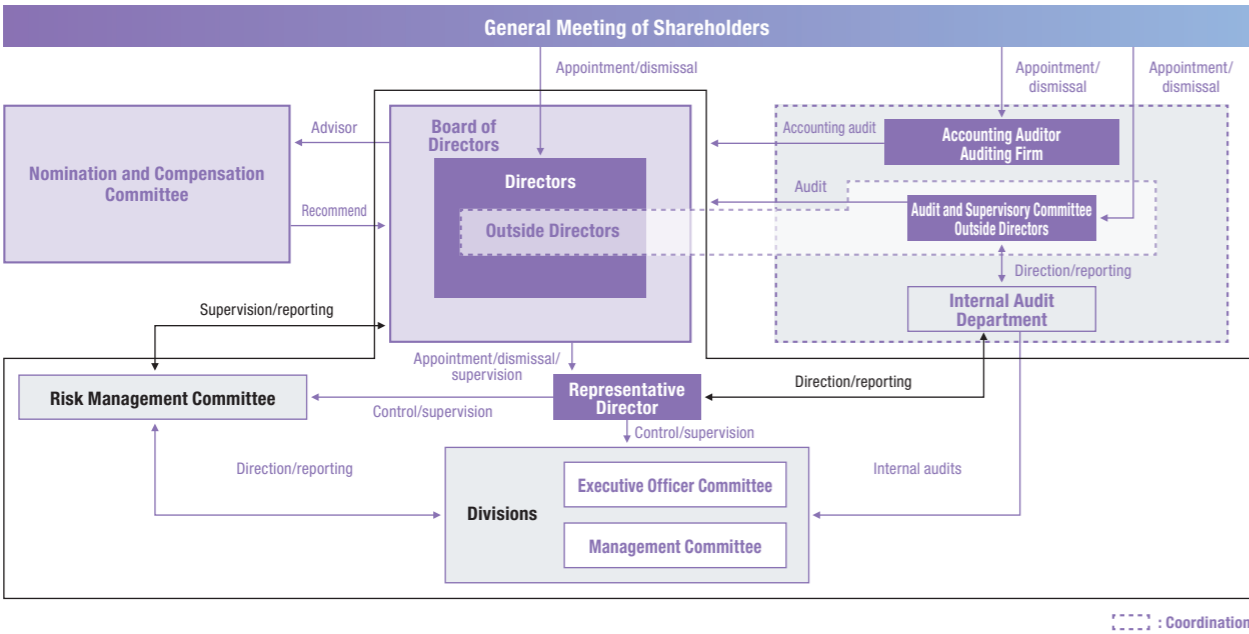 General Meeting of Shareholders
Appointment/dismissal
Appointment/
dismissal
Appointment/
dismissal
Nomination and Compensation
Committee
Advisor
Recommend
Board of
Directors
Directors
Outside Directors
Accounting audit
Accounting Auditor
Auditing Firm
Audit
Audit and Supervisory Committee
Outside Directors
Direction/reporting
Internal Audit
Department
Supervision/reporting
Appointment/dismissal/
supervision
Risk Management Committee
Control/supervision
Representative
Director
Direction/reporting
Control/supervision
Direction/reporting
Divisions
Executive Officer Committee
Management Committee
Internal audits
: Coordination